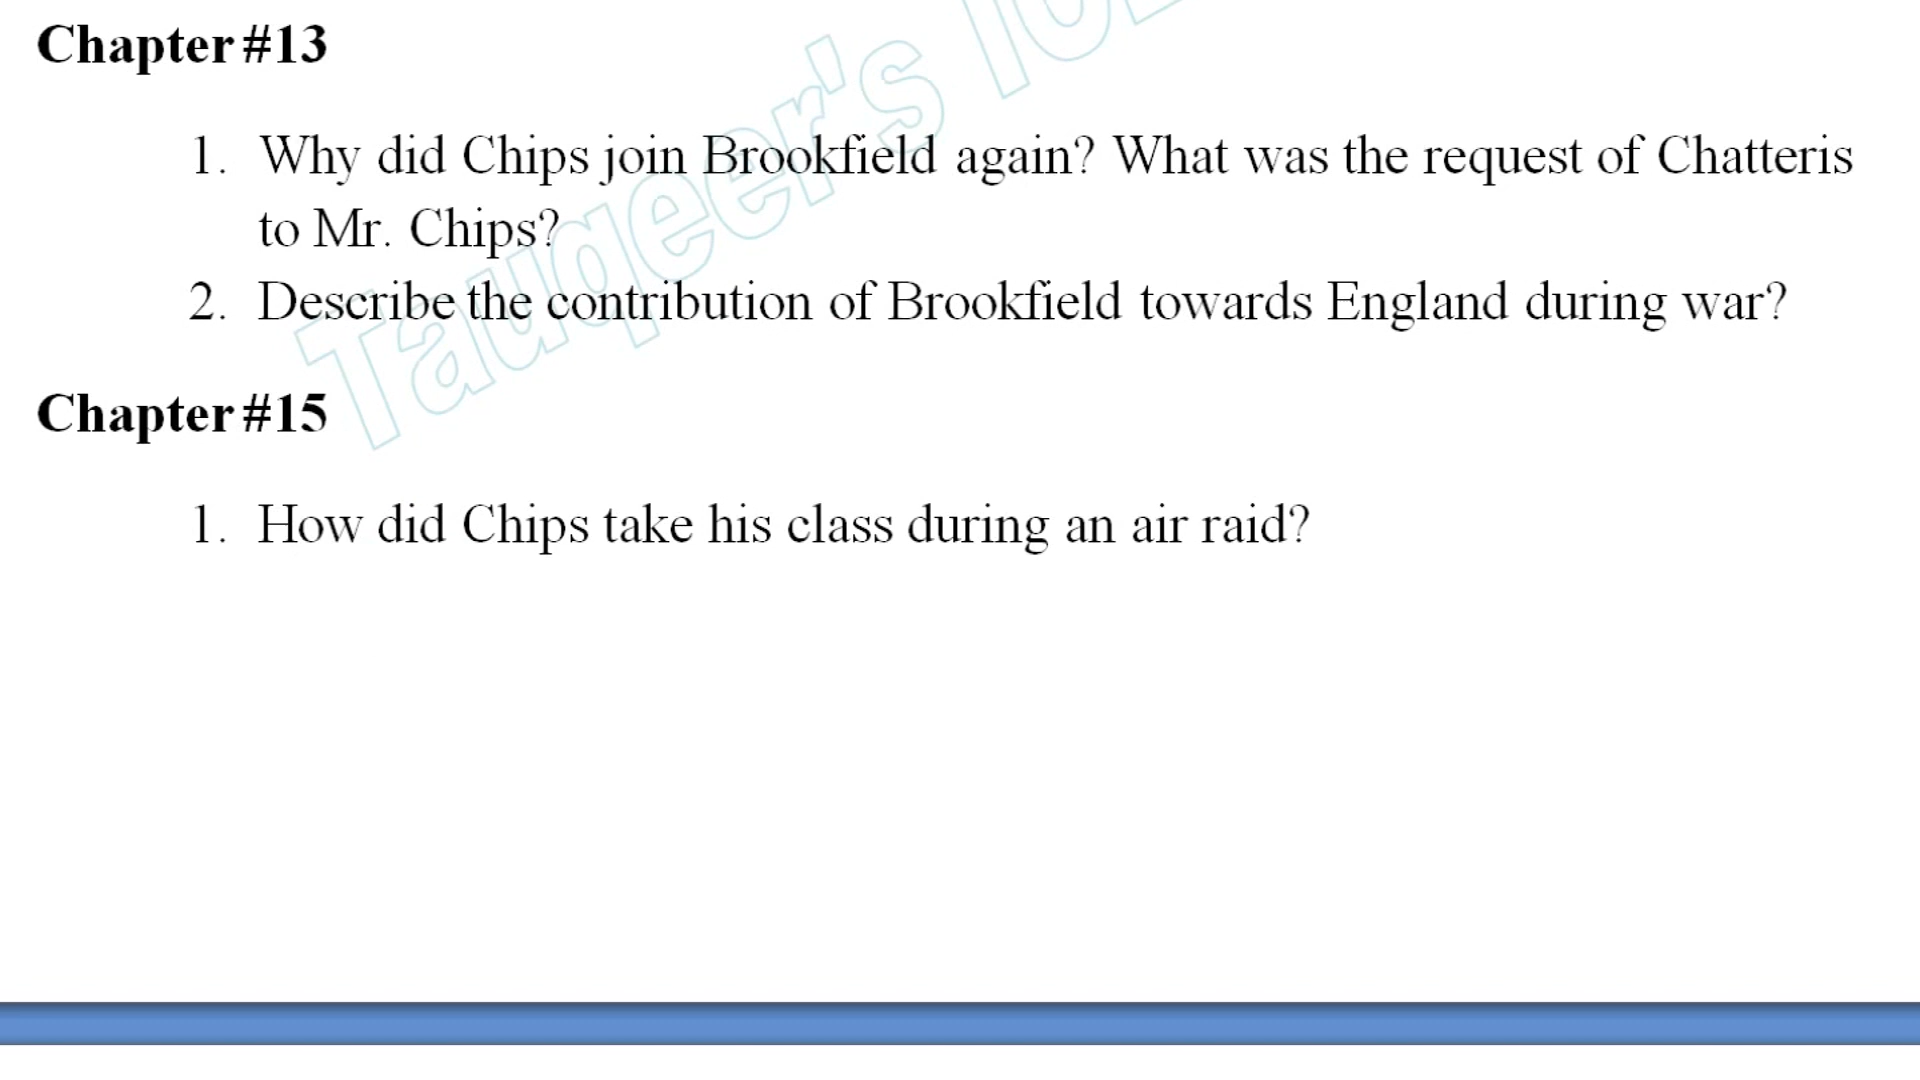 Chapter #13
1. Why did Chips join Brookfield again? What was the request of Chatteris
to Mr. Chips?
2. Describe the contribution of Brookfield towards England during war?
Chapter #15
1. How did Chips take his class during an air raid?
Tauqeer's